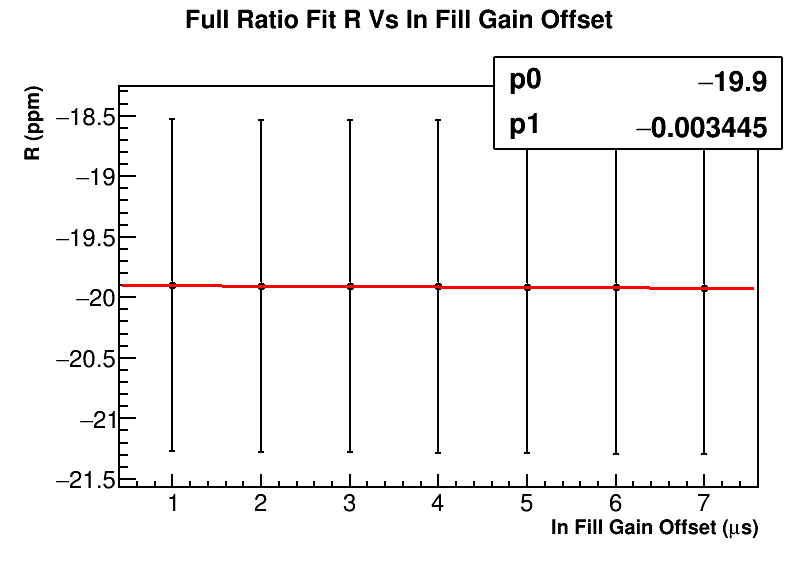 Full Ratio Fit R Vs In Fill Gain Offset
p0 −19.9
p1 −0.003445
R (ppm)
−18.5
−19
−19.5
−20
−20.5
−21
−21.5
1 2 3 4 5 6 7
In Fill Gain Offset (μs)